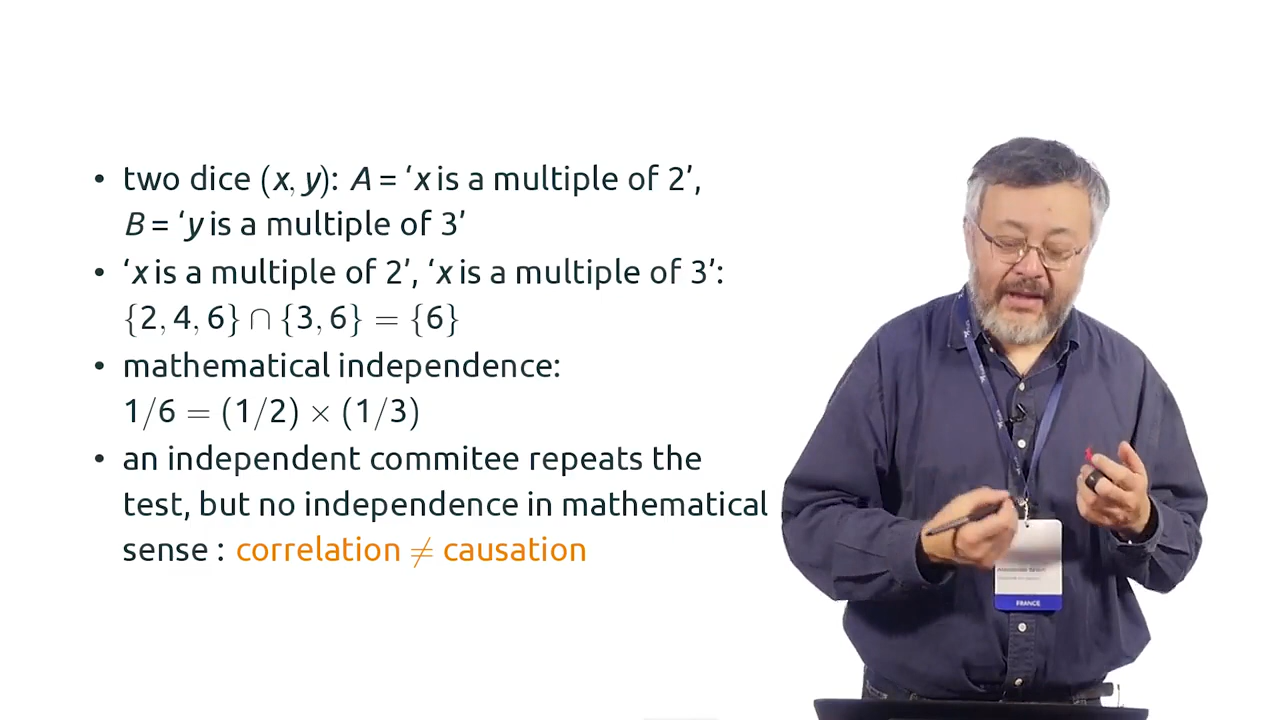 • two dice (x, y): A = ‘x is a multiple of 2’,
B = ‘y is a multiple of 3’
• ‘x is a multiple of 2’, ‘x is a multiple of 3’:
{2, 4, 6} ∩ {3, 6} = {6}
• mathematical independence:
1/6 = (1/2) × (1/3)
• an independent commitee repeats the
test, but no independence in mathematical
sense : correlation ≠ causation
FRANCE